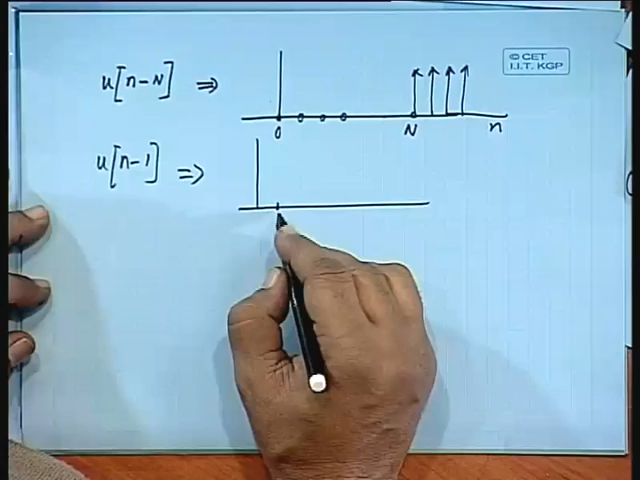 u[n-N] ⇒
© CET
I.I.T. KGP
0 N n
u[n-1] ⇒